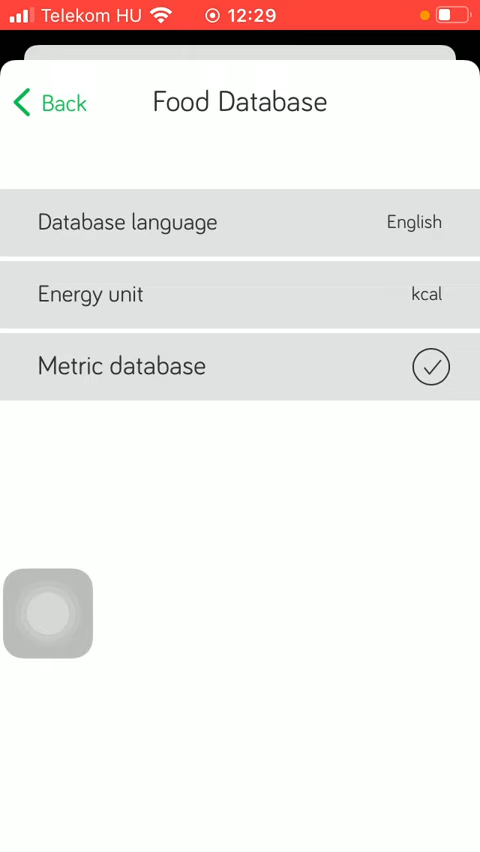 Telekom HU 12:29
Back Food Database
Database language English
Energy unit kcal
Metric database